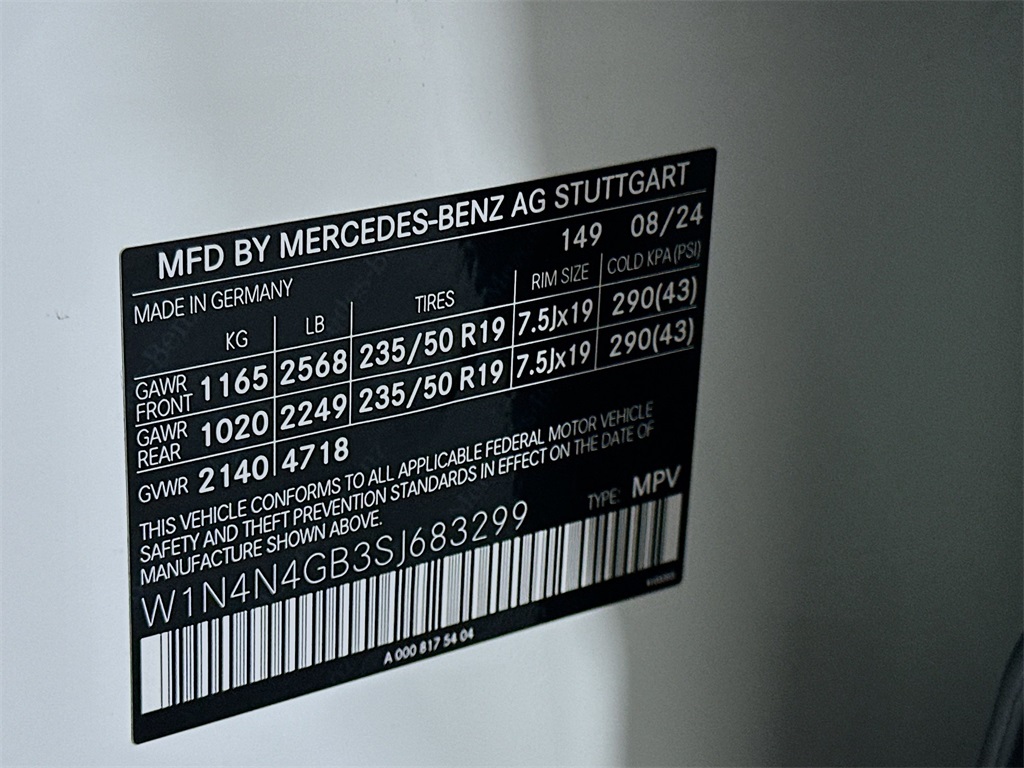 MFD BY MERCEDES-BENZ AG STUTTGART
MADE IN GERMANY 149 08/24
KG LB TIRES RIM SIZE COLD KPA (PSI)
GAWR FRONT 1165 2568 235/50 R19 7.5Jx19 290(43)
GAWR REAR 1020 2249 235/50 R19 7.5Jx19 290(43)
GVWR 2140 4718
THIS VEHICLE CONFORMS TO ALL APPLICABLE FEDERAL MOTOR VEHICLE
SAFETY AND THEFT PREVENTION STANDARDS IN EFFECT ON THE DATE OF
MANUFACTURE SHOWN ABOVE.
W1N4N4GB3SJ683299 TYPE: MPV
A 000 817 54 04